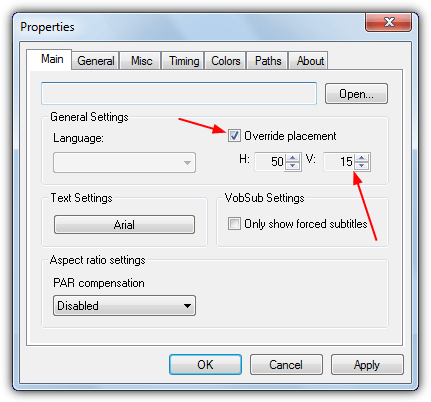 Properties
Main General Misc Timing Colors Paths About
Open...
General Settings
Language:
Override placement
H: 50 V: 15
Text Settings
Arial
VobSub Settings
Only show forced subtitles
Aspect ratio settings
PAR compensation
Disabled
OK Cancel Apply